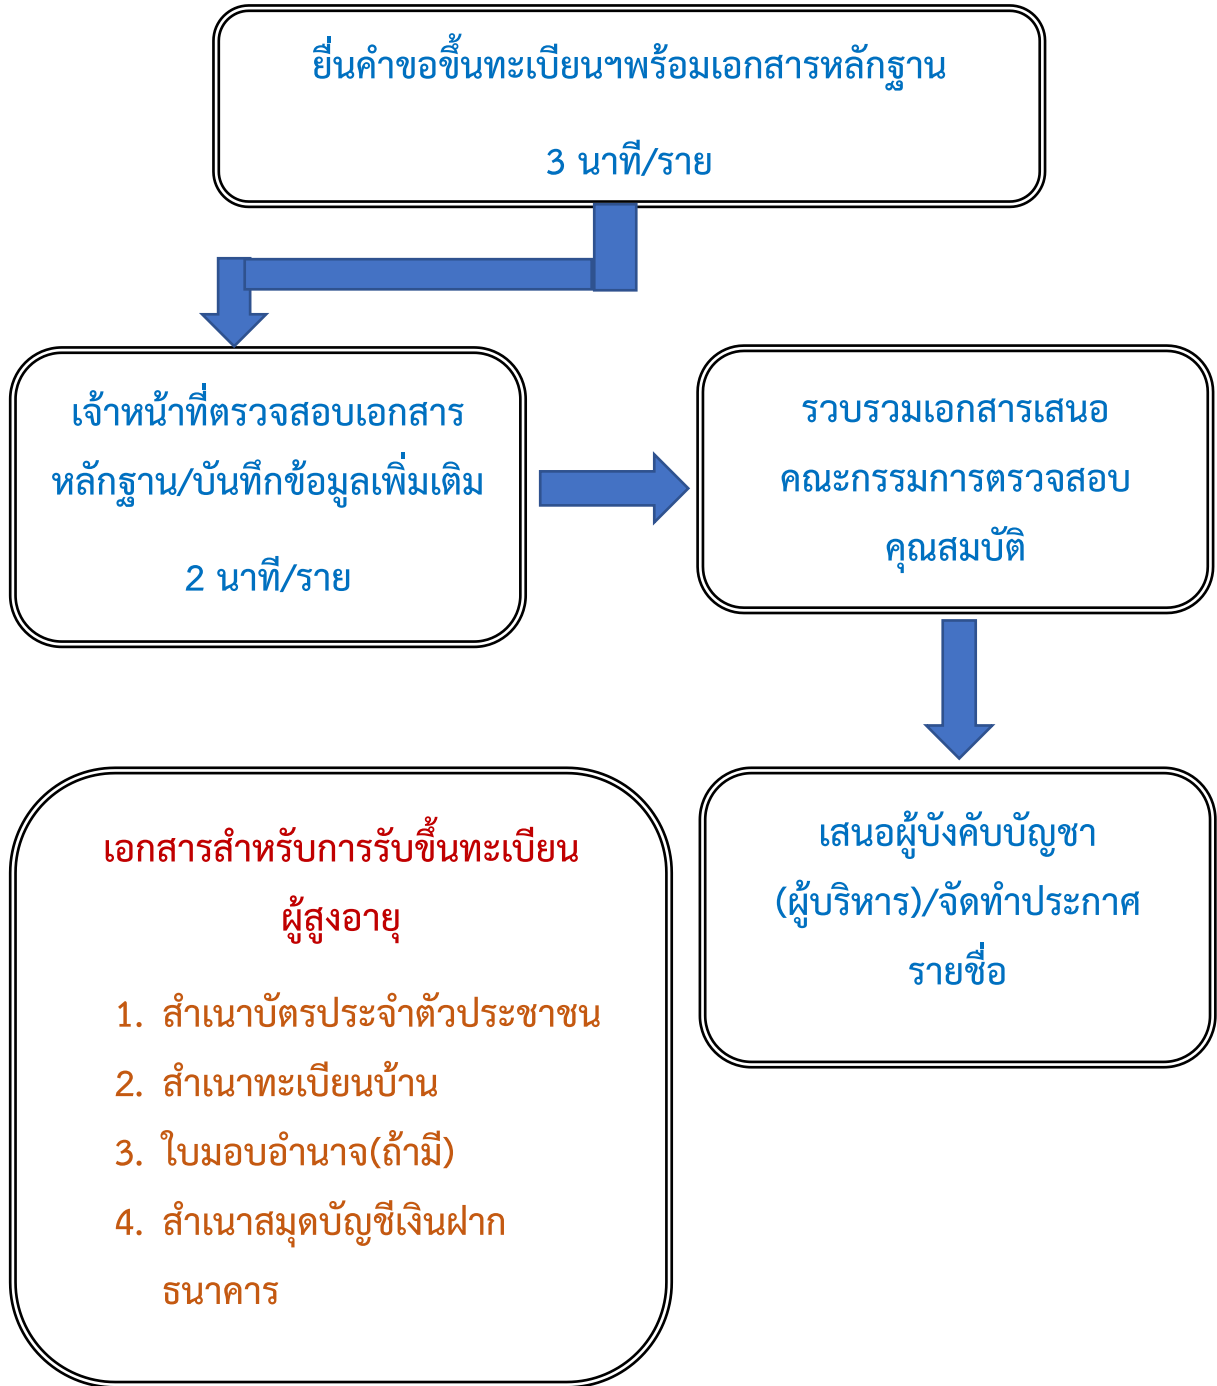 ยื่นคำขอขึ้นทะเบียนฯพร้อมเอกสารหลักฐาน
3 นาที/ราย
เจ้าหน้าที่ตรวจสอบเอกสาร
หลักฐาน/บันทึกข้อมูลเพิ่มเติม
2 นาที/ราย
รวบรวมเอกสารเสนอ
คณะกรรมการตรวจสอบ
คุณสมบัติ
เสนอผู้บังคับบัญชา
(ผู้บริหาร)/จัดทำประกาศ
รายชื่อ
เอกสารสำหรับการรับขึ้นทะเบียน
ผู้สูงอายุ
1. สำเนาบัตรประจำตัวประชาชน
2. สำเนาทะเบียนบ้าน
3. ใบมอบอำนาจ(ถ้ามี)
4. สำเนาสมุดบัญชีเงินฝาก
ธนาคาร